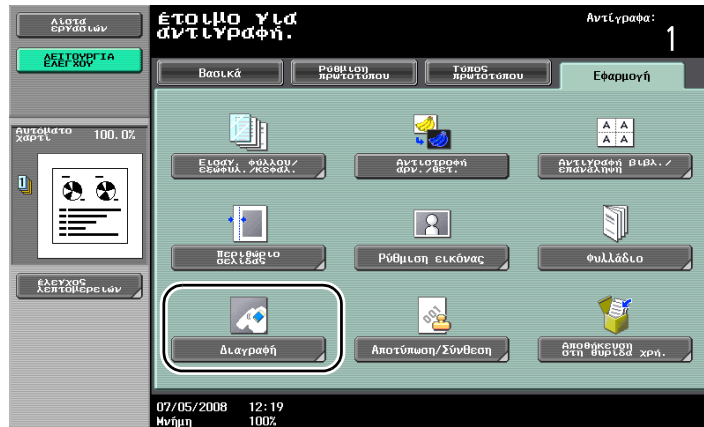 Λίστα
εργασιών
έτοιμο για
αντιγραφή.
Αντίγραφα:
1
ΛΕΙΤΟΥΡΓΙΑ
ΕΛΕΓΧΟΥ
Βασικά
Ρύθμιση
πρωτοτύπου
Τύπος
πρωτοτύπου
Εφαρμογή
Αυτόματο
χαρτί
100.0%
Εισαγ. φύλλου/
εξώφυλ./κεφάλ.
Αντιστροφή
αρν./θετ.
Αντιγραφή βιβλ./
επανάληψη
Περιθώριο
σελίδας
Ρύθμιση εικόνας
Φυλλάδιο
έλεγχος
λεπτομερειών
Διαγραφή
Αποτύπωση/Σύνθεση
Αποθήκευση
στη θυρίδα χρή.
07/05/2008 12:19
Μνήμη 100%